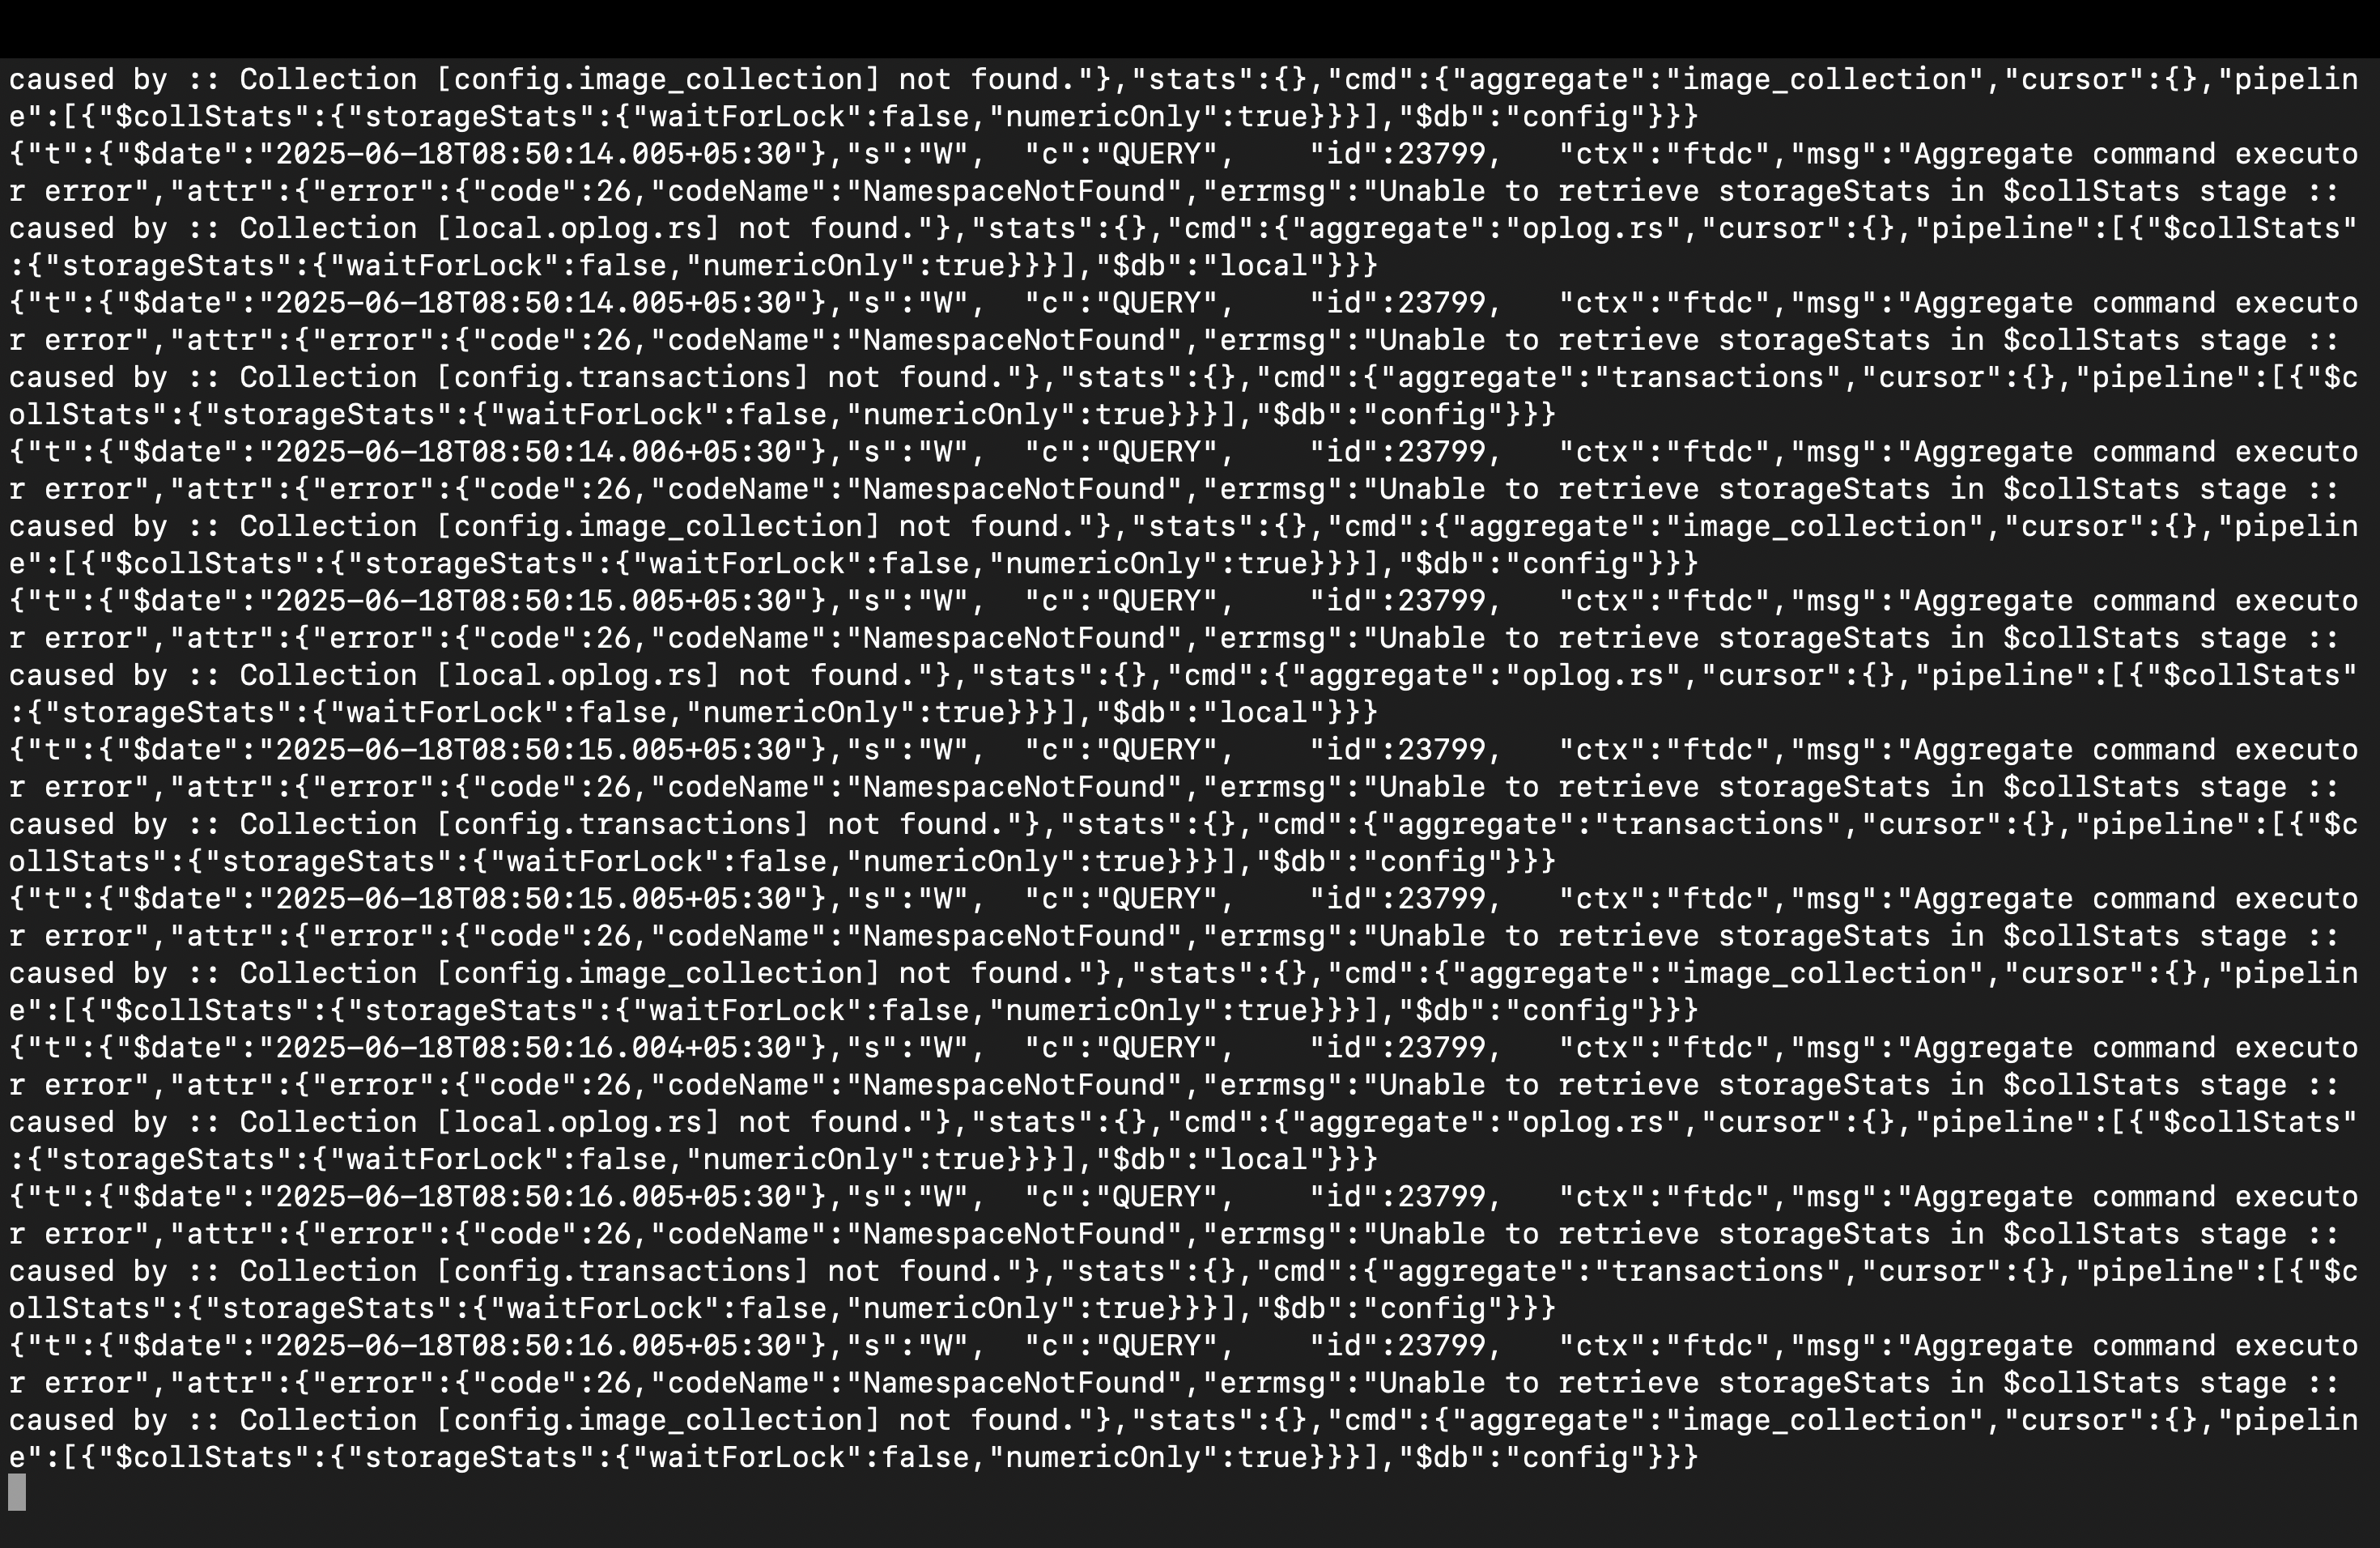 caused by :: Collection [config.image_collection] not found."},"stats":{},"cmd":{"aggregate":"image_collection","cursor":{},"pipelin
e":[{"$collStats":{"storageStats":{"waitForLock":false,"numericOnly":true}}}],"$db":"config"}}}
{"t":{"$date":"2025-06-18T08:50:14.005+05:30"},"s":"W",  "c":"QUERY",    "id":23799,   "ctx":"ftdc","msg":"Aggregate command executo
r error","attr":{"error":{"code":26,"codeName":"NamespaceNotFound","errmsg":"Unable to retrieve storageStats in $collStats stage ::
caused by :: Collection [local.oplog.rs] not found."},"stats":{},"cmd":{"aggregate":"oplog.rs","cursor":{},"pipeline":[{"$collStats"
:{"storageStats":{"waitForLock":false,"numericOnly":true}}}],"$db":"local"}}}
{"t":{"$date":"2025-06-18T08:50:14.005+05:30"},"s":"W",  "c":"QUERY",    "id":23799,   "ctx":"ftdc","msg":"Aggregate command executo
r error","attr":{"error":{"code":26,"codeName":"NamespaceNotFound","errmsg":"Unable to retrieve storageStats in $collStats stage ::
caused by :: Collection [config.transactions] not found."},"stats":{},"cmd":{"aggregate":"transactions","cursor":{},"pipeline":[{"$c
ollStats":{"storageStats":{"waitForLock":false,"numericOnly":true}}}],"$db":"config"}}}
{"t":{"$date":"2025-06-18T08:50:14.006+05:30"},"s":"W",  "c":"QUERY",    "id":23799,   "ctx":"ftdc","msg":"Aggregate command executo
r error","attr":{"error":{"code":26,"codeName":"NamespaceNotFound","errmsg":"Unable to retrieve storageStats in $collStats stage ::
caused by :: Collection [config.image_collection] not found."},"stats":{},"cmd":{"aggregate":"image_collection","cursor":{},"pipelin
e":[{"$collStats":{"storageStats":{"waitForLock":false,"numericOnly":true}}}],"$db":"config"}}}
{"t":{"$date":"2025-06-18T08:50:15.005+05:30"},"s":"W",  "c":"QUERY",    "id":23799,   "ctx":"ftdc","msg":"Aggregate command executo
r error","attr":{"error":{"code":26,"codeName":"NamespaceNotFound","errmsg":"Unable to retrieve storageStats in $collStats stage ::
caused by :: Collection [local.oplog.rs] not found."},"stats":{},"cmd":{"aggregate":"oplog.rs","cursor":{},"pipeline":[{"$collStats"
:{"storageStats":{"waitForLock":false,"numericOnly":true}}}],"$db":"local"}}}
{"t":{"$date":"2025-06-18T08:50:15.005+05:30"},"s":"W",  "c":"QUERY",    "id":23799,   "ctx":"ftdc","msg":"Aggregate command executo
r error","attr":{"error":{"code":26,"codeName":"NamespaceNotFound","errmsg":"Unable to retrieve storageStats in $collStats stage ::
caused by :: Collection [config.transactions] not found."},"stats":{},"cmd":{"aggregate":"transactions","cursor":{},"pipeline":[{"$c
ollStats":{"storageStats":{"waitForLock":false,"numericOnly":true}}}],"$db":"config"}}}
{"t":{"$date":"2025-06-18T08:50:15.005+05:30"},"s":"W",  "c":"QUERY",    "id":23799,   "ctx":"ftdc","msg":"Aggregate command executo
r error","attr":{"error":{"code":26,"codeName":"NamespaceNotFound","errmsg":"Unable to retrieve storageStats in $collStats stage ::
caused by :: Collection [config.image_collection] not found."},"stats":{},"cmd":{"aggregate":"image_collection","cursor":{},"pipelin
e":[{"$collStats":{"storageStats":{"waitForLock":false,"numericOnly":true}}}],"$db":"config"}}}
{"t":{"$date":"2025-06-18T08:50:16.004+05:30"},"s":"W",  "c":"QUERY",    "id":23799,   "ctx":"ftdc","msg":"Aggregate command executo
r error","attr":{"error":{"code":26,"codeName":"NamespaceNotFound","errmsg":"Unable to retrieve storageStats in $collStats stage ::
caused by :: Collection [local.oplog.rs] not found."},"stats":{},"cmd":{"aggregate":"oplog.rs","cursor":{},"pipeline":[{"$collStats"
:{"storageStats":{"waitForLock":false,"numericOnly":true}}}],"$db":"local"}}}
{"t":{"$date":"2025-06-18T08:50:16.005+05:30"},"s":"W",  "c":"QUERY",    "id":23799,   "ctx":"ftdc","msg":"Aggregate command executo
r error","attr":{"error":{"code":26,"codeName":"NamespaceNotFound","errmsg":"Unable to retrieve storageStats in $collStats stage ::
caused by :: Collection [config.transactions] not found."},"stats":{},"cmd":{"aggregate":"transactions","cursor":{},"pipeline":[{"$c
ollStats":{"storageStats":{"waitForLock":false,"numericOnly":true}}}],"$db":"config"}}}
{"t":{"$date":"2025-06-18T08:50:16.005+05:30"},"s":"W",  "c":"QUERY",    "id":23799,   "ctx":"ftdc","msg":"Aggregate command executo
r error","attr":{"error":{"code":26,"codeName":"NamespaceNotFound","errmsg":"Unable to retrieve storageStats in $collStats stage ::
caused by :: Collection [config.image_collection] not found."},"stats":{},"cmd":{"aggregate":"image_collection","cursor":{},"pipelin
e":[{"$collStats":{"storageStats":{"waitForLock":false,"numericOnly":true}}}],"$db":"config"}}}